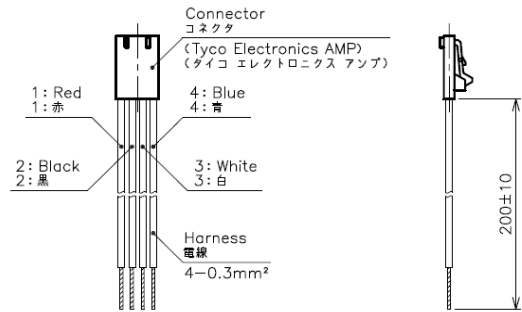 Connector
コネクタ
(Tyco Electronics AMP)
(タイコ エレクトロニクス アンプ)
1: Red
1: 赤
4: Blue
4: 青
2: Black
2: 黒
3: White
3: 白
Harness
電線
4-0.3mm²
200±10